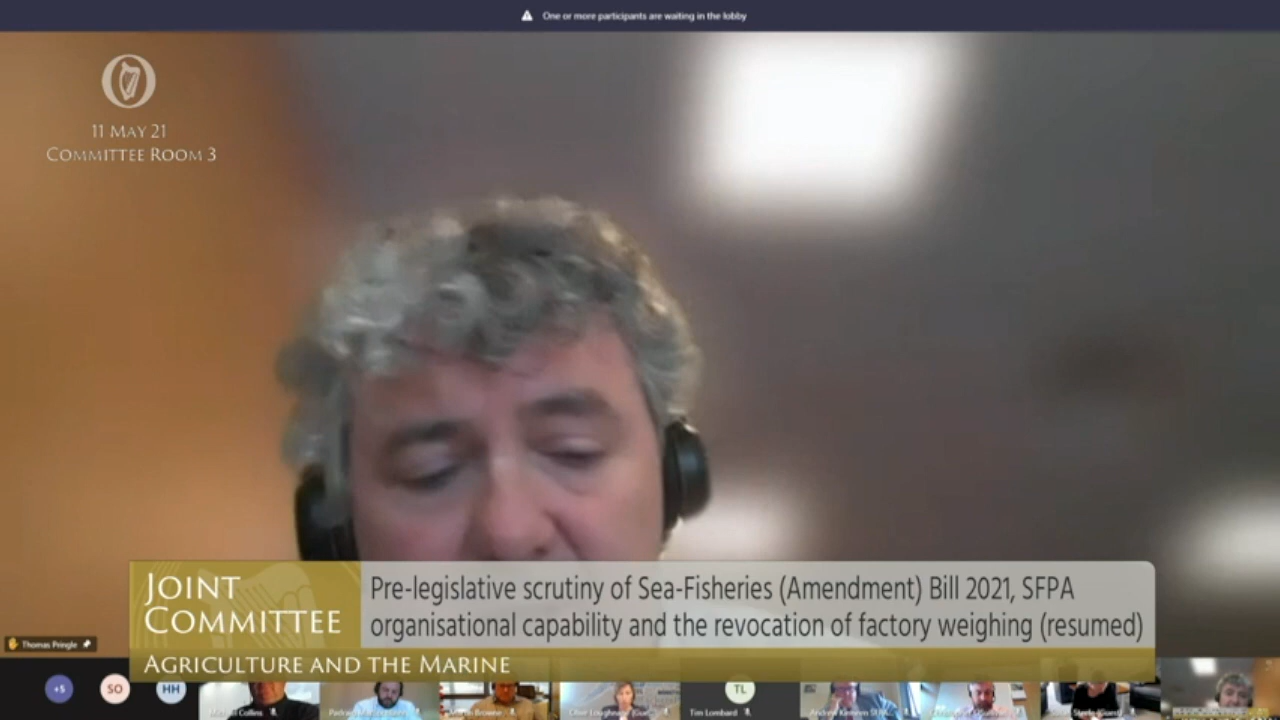 One or more participants are waiting in the lobby
11 May 21
Committee Room 3
Joint
Committee
Pre-legislative scrutiny of Sea-Fisheries (Amendment) Bill 2021, SFPA
organisational capability and the revocation of factory weighing (resumed)
Thomas Pringle
Agriculture and the Marine
+5
SO
HH
TL
Collins
Browne
Tim Lombard